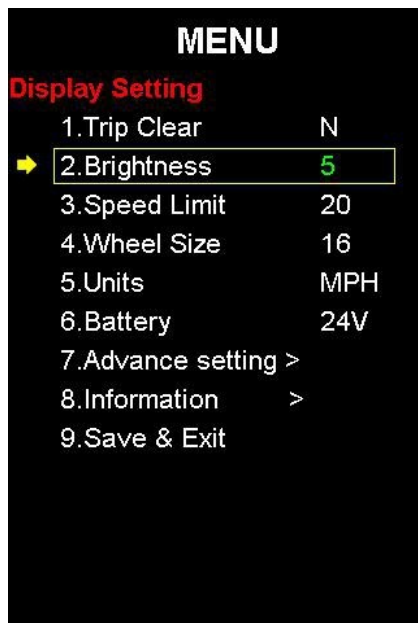 MENU
Display Setting
1.Trip Clear N
2.Brightness 5
3.Speed Limit 20
4.Wheel Size 16
5.Units MPH
6.Battery 24V
7.Advance setting >
8.Information >
9.Save & Exit